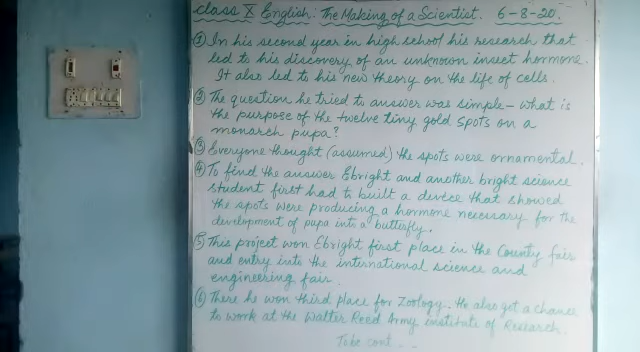 Class X English: The Making of a Scientist. 6-8-20.
① In his second year in high school his research that
led to his discovery of an unknown insect hormone.
It also led to his new theory on the life of cells.
② The question he tried to answer was simple - what is
the purpose of the twelve tiny gold spots on a
monarch pupa?
③ Everyone thought (assumed) the spots were ornamental.
④ To find the answer Ebright and another bright science
student first had to built a device that showed
the spots were producing a hormone necessary for the
development of pupa into a butterfly.
⑤ This project won Ebright first place in the County fair
and entry into the international science and
engineering fair.
⑥ There he won third place for Zoology. He also got a chance
to work at the Walter Reed Army institute of Research.
To be cont...